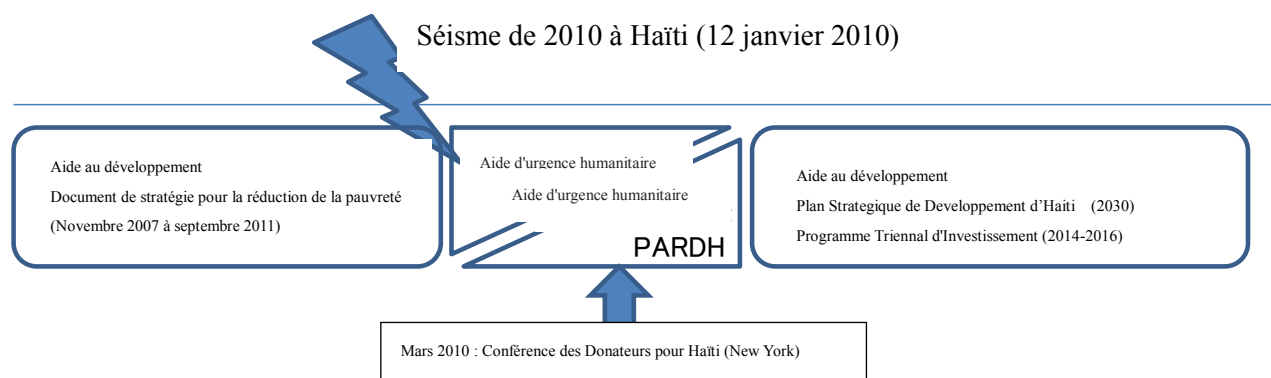 Séisme de 2010 à Haïti (12 janvier 2010)
Aide au développement
Document de stratégie pour la réduction de la pauvreté
(Novembre 2007 à septembre 2011)
Aide d'urgence humanitaire
Aide d'urgence humanitaire
PARDH
Aide au développement
Plan Strategique de Developpement d’Haiti (2030)
Programme Triennal d'Investissement (2014-2016)
Mars 2010 : Conférence des Donateurs pour Haïti (New York)